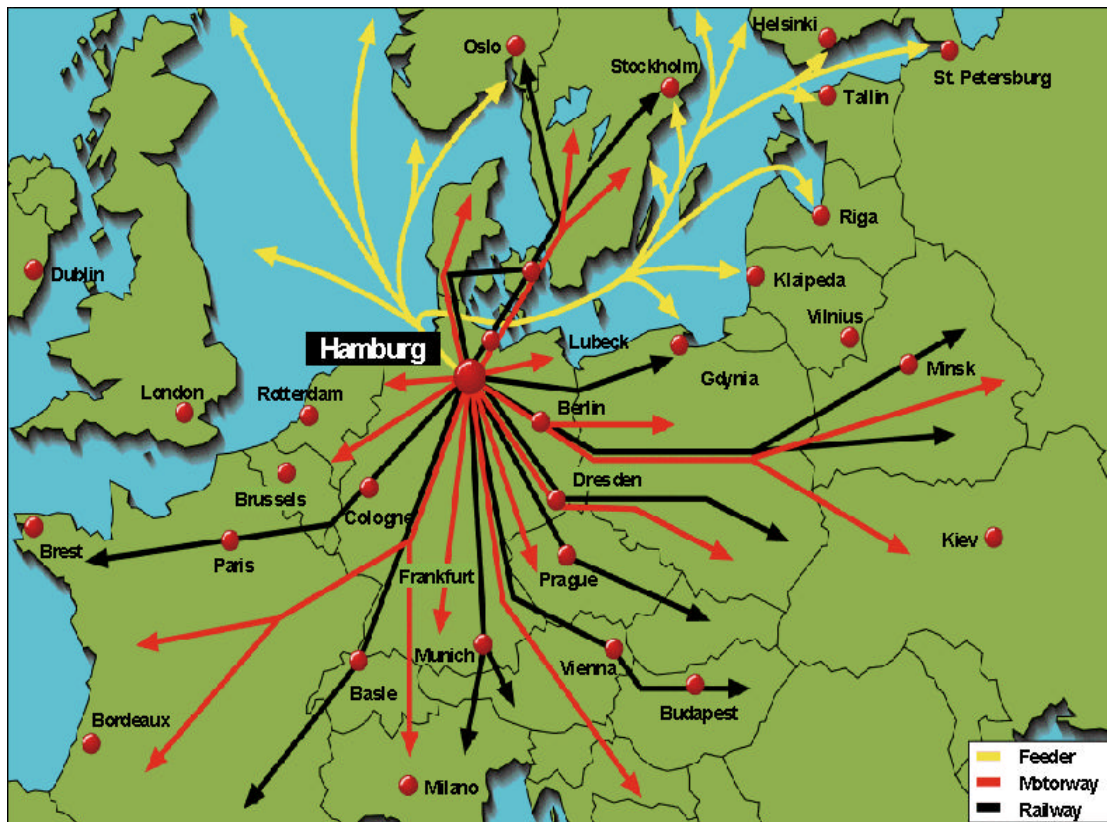 Helsinki
Oslo
St. Petersburg
Stockholm
Tallin
Riga
Dublin
Klaipeda
Vilnius
Hamburg
Lubeck
Gdynia
Minsk
London
Rotterdam
Berlin
Brussels
Cologne
Dresden
Brest
Paris
Kiev
Frankfurt
Prague
Munich
Vienna
Basle
Budapest
Bordeaux
Milano
Feeder
Motorway
Railway